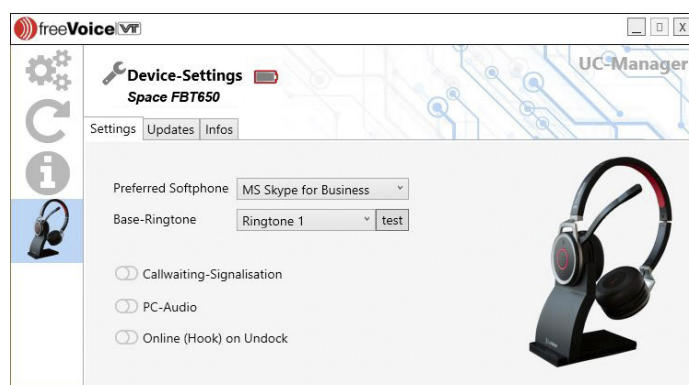 freeVoice VT
_ X
UC-Manager
Device-Settings
Space FBT650
Settings Updates Infos
Preferred Softphone MS Skype for Business
Base-Ringtone Ringtone 1 test
Callwaiting-Signalisation
PC-Audio
Online (Hook) on Undock